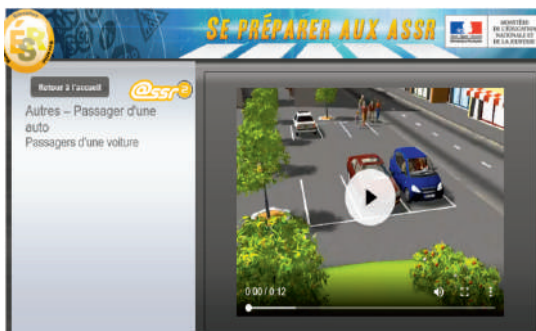 SE PRÉPARER AUX ASSR
MINISTÈRE
DE L'ÉDUCATION
NATIONALE ET
DE LA JEUNESSE
ÉSR
Retour à l'accueil
@ssr2
Autres – Passager d'une
auto
Passagers d'une voiture
0:00 / 0:12